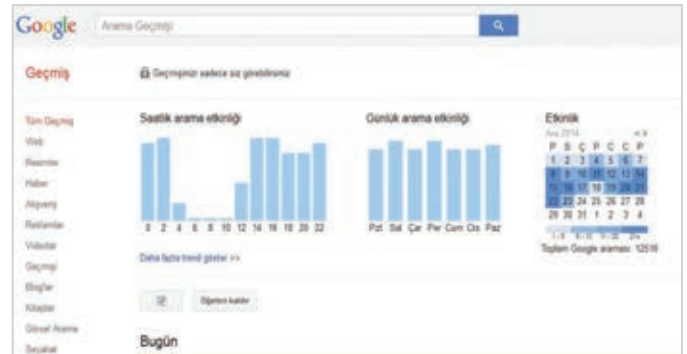 Google
Arama Geçmişi
Geçmiş
Geçmişinizi sadece siz görebilirsiniz
Tüm Geçmiş
Web
Resimler
Haber
Alışveriş
Reklamlar
Videolar
Geçmişi
Bloglar
Kitaplar
Görsel Arama
Seyahat
Saatlik arama etkinliği
0 2 4 6 8 10 12 14 16 18 20 22
Daha fazla trend göster >>
Günlük arama etkinliği
Pzt Sal Çar Per Cum Cts Paz
Etkinlik
Ara 2014 < >
P S Ç P C C P
1 2 3 4 5 6 7
8 9 10 11 12 13 14
15 16 17 18 19 20 21
22 23 24 25 26 27 28
29 30 31 1 2 3 4
Toplam Google araması: 12516
Öğeleri kaldır
Bugün